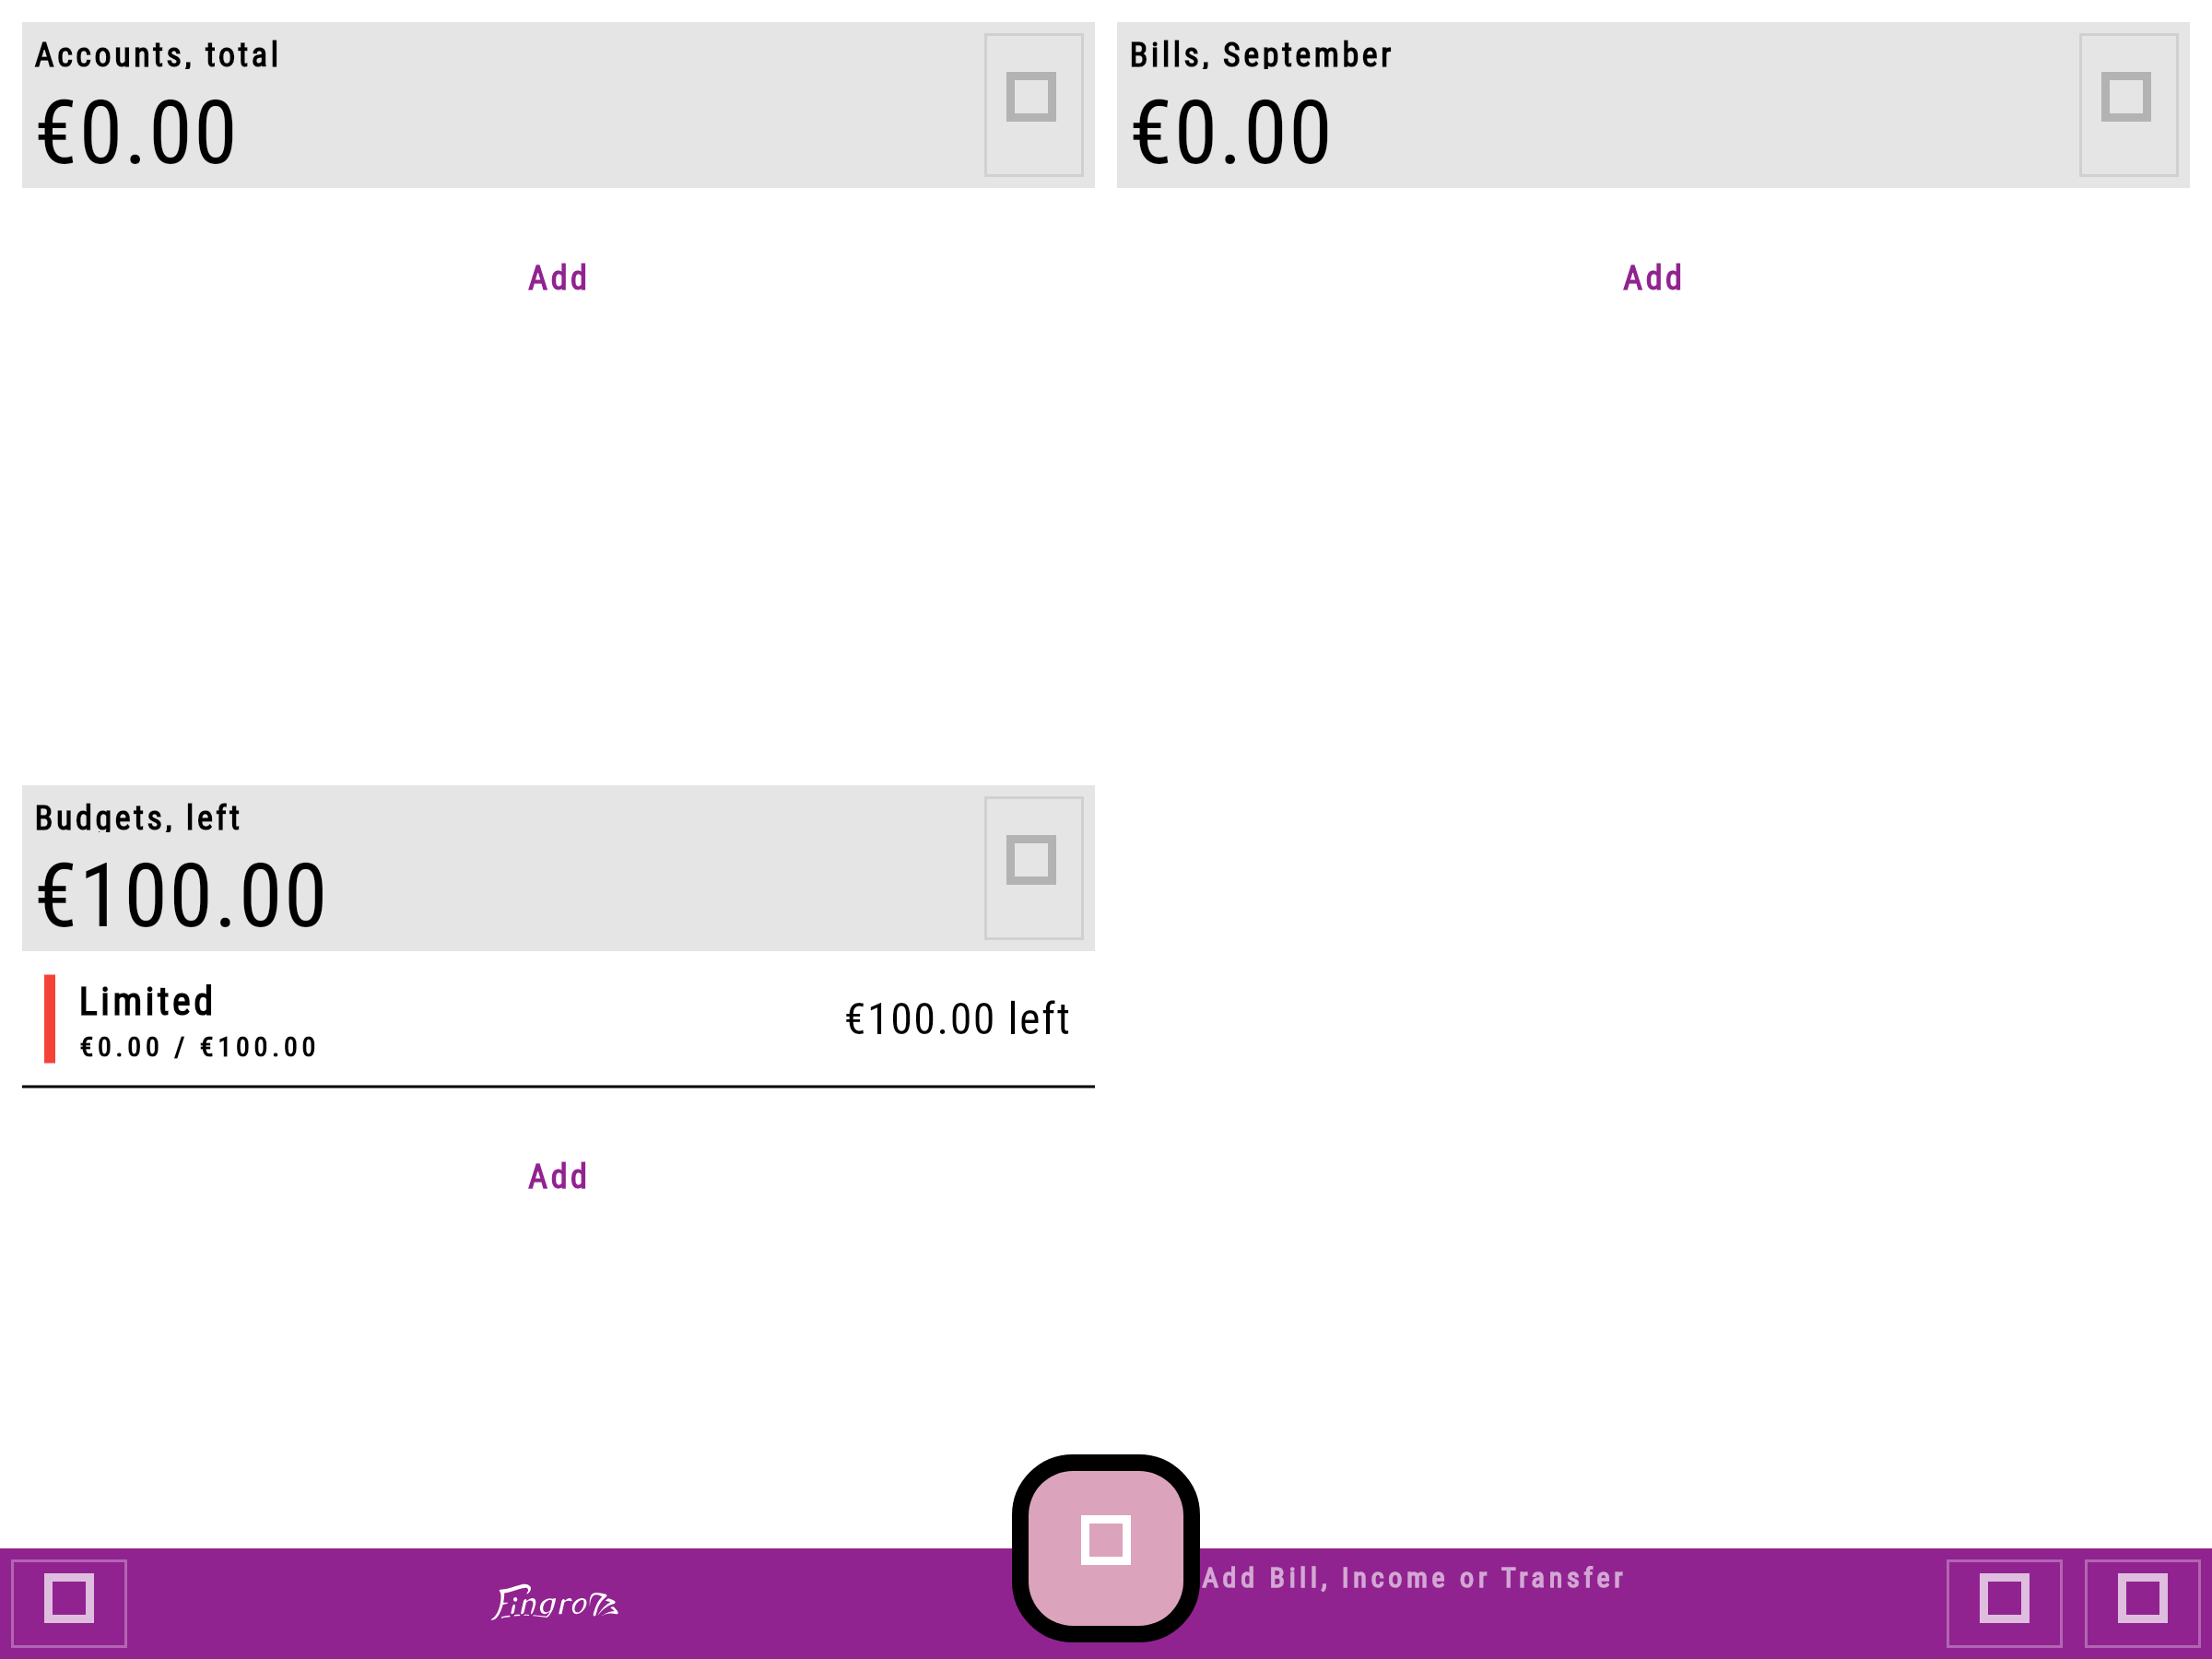 Accounts, total
€0.00
Add
Bills, September
€0.00
Add
Budgets, left
€100.00
Limited
€0.00 / €100.00
€100.00 left
Add
Add Bill, Income or Transfer